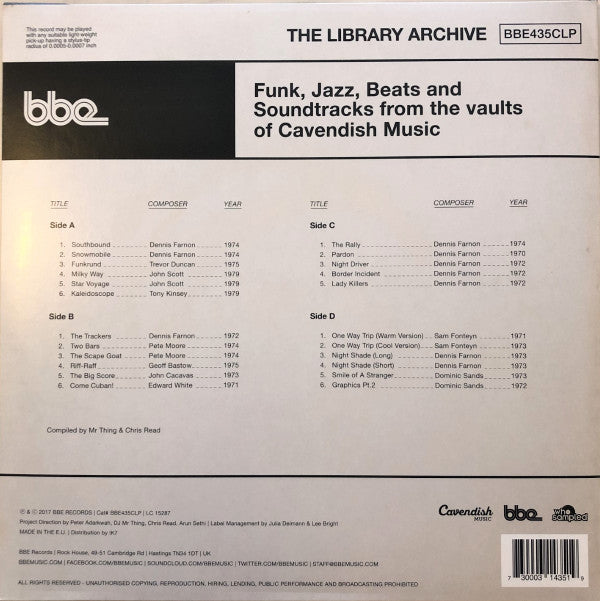 This record may be played
with any suitable light-weight
pick-up having a stylus-tip
radius of 0.0005-0.0007 inch
THE LIBRARY ARCHIVE
BBE435CLP
bbe
Funk, Jazz, Beats and
Soundtracks from the vaults
of Cavendish Music
TITLE COMPOSER YEAR
Side A
1. Southbound Dennis Farnon 1974
2. Snowmobile Dennis Farnon 1974
3. Funkrund Trevor Duncan 1975
4. Milky Way John Scott 1979
5. Star Voyage John Scott 1979
6. Kaleidoscope Tony Kinsey 1979
Side B
1. The Trackers Dennis Farnon 1972
2. Two Bars Pete Moore 1974
3. The Scape Goat Pete Moore 1974
4. Riff-Raff Geoff Bastow 1975
5. The Big Score John Cacavas 1973
6. Come Cuban! Edward White 1971
TITLE COMPOSER YEAR
Side C
1. The Rally Dennis Farnon 1974
2. Pardon Dennis Farnon 1970
3. Night Driver Dennis Farnon 1972
4. Border Incident Dennis Farnon 1972
5. Lady Killers Dennis Farnon 1972
Side D
1. One Way Trip (Warm Version) Sam Fonteyn 1971
2. One Way Trip (Cool Version) Sam Fonteyn 1973
3. Night Shade (Long) Dennis Farnon 1973
4. Night Shade (Short) Dennis Farnon 1973
5. Smile of A Stranger Dominic Sands 1973
6. Graphics Pt.2 Dominic Sands 1972
Compiled by Mr Thing & Chris Read
℗ & © 2017 BBE RECORDS | Cat# BBE435CLP | LC 15287
Project Direction by Peter Adarkwah, DJ Mr Thing, Chris Read, Arun Sethi | Label Management by Julia Deimann & Lee Bright
MADE IN THE E.U. | Distribution by !K7
BBE Records | Rock House, 49-51 Cambridge Rd | Hastings TN34 1DT | UK
BBEMUSIC.COM | FACEBOOK.COM/BBEMUSIC | SOUNDCLOUD.COM/BBEMUSIC | TWITTER.COM/BBEMUSIC | STAFF@BBEMUSIC.COM
ALL RIGHTS RESERVED - UNAUTHORISED COPYING, REPRODUCTION, HIRING, LENDING, PUBLIC PERFORMANCE AND BROADCASTING PROHIBITED
Cavendish
MUSIC
bbe
who
sampled
7 30003 14351 9